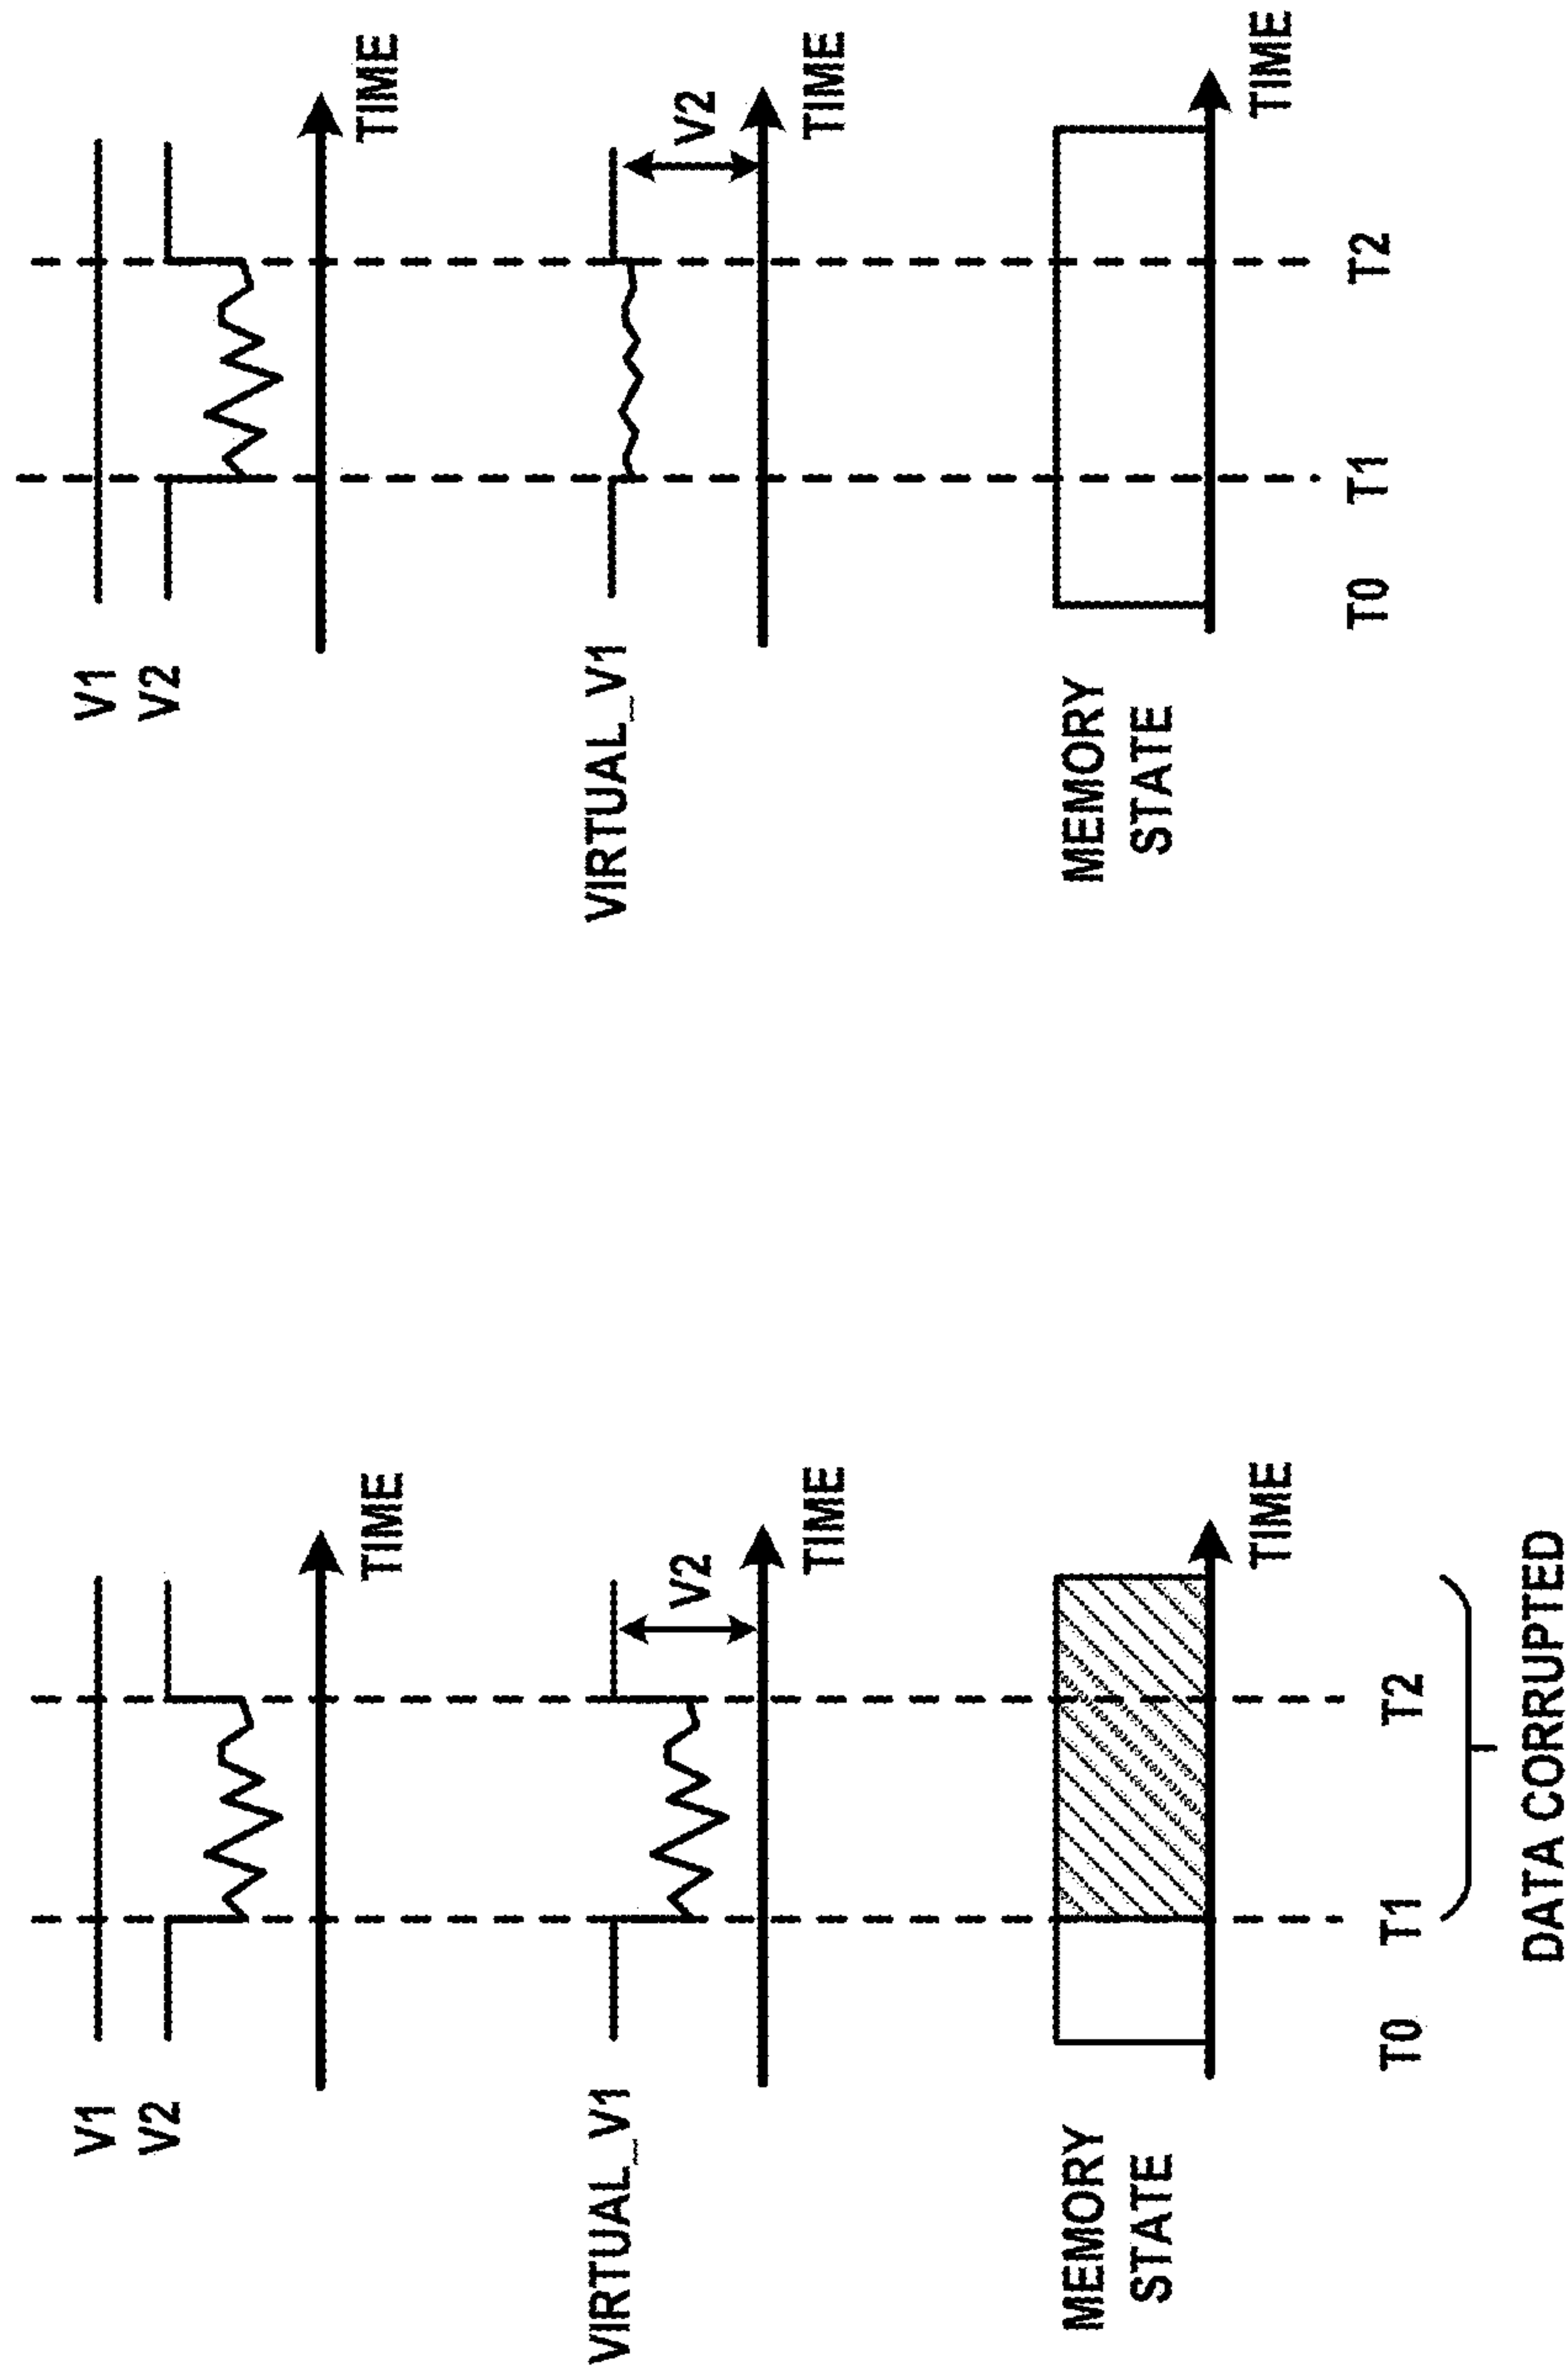 V1
V2
TIME
VIRTUAL_V1
V2
TIME
MEMORY
STATE
TIME
T0 T1 T2
DATA CORRUPTED
V1
V2
TIME
VIRTUAL_V1
V2
TIME
MEMORY
STATE
TIME
T0 T1 T2